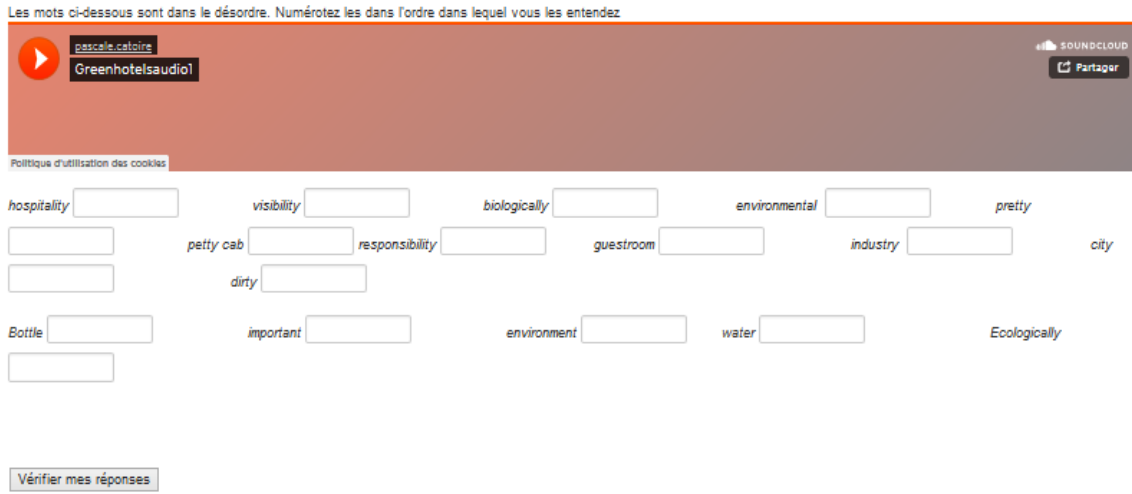 Les mots ci-dessous sont dans le désordre. Numérotez les dans l'ordre dans lequel vous les entendez
pascale.catoire
SOUNDCLOUD
Greenhotelsaudio1
Partager
Politique d'utilisation des cookies
hospitality visibility biologically environmental pretty
petty cab responsibility guestroom industry city
dirty
Bottle important environment water Ecologically
Vérifier mes réponses